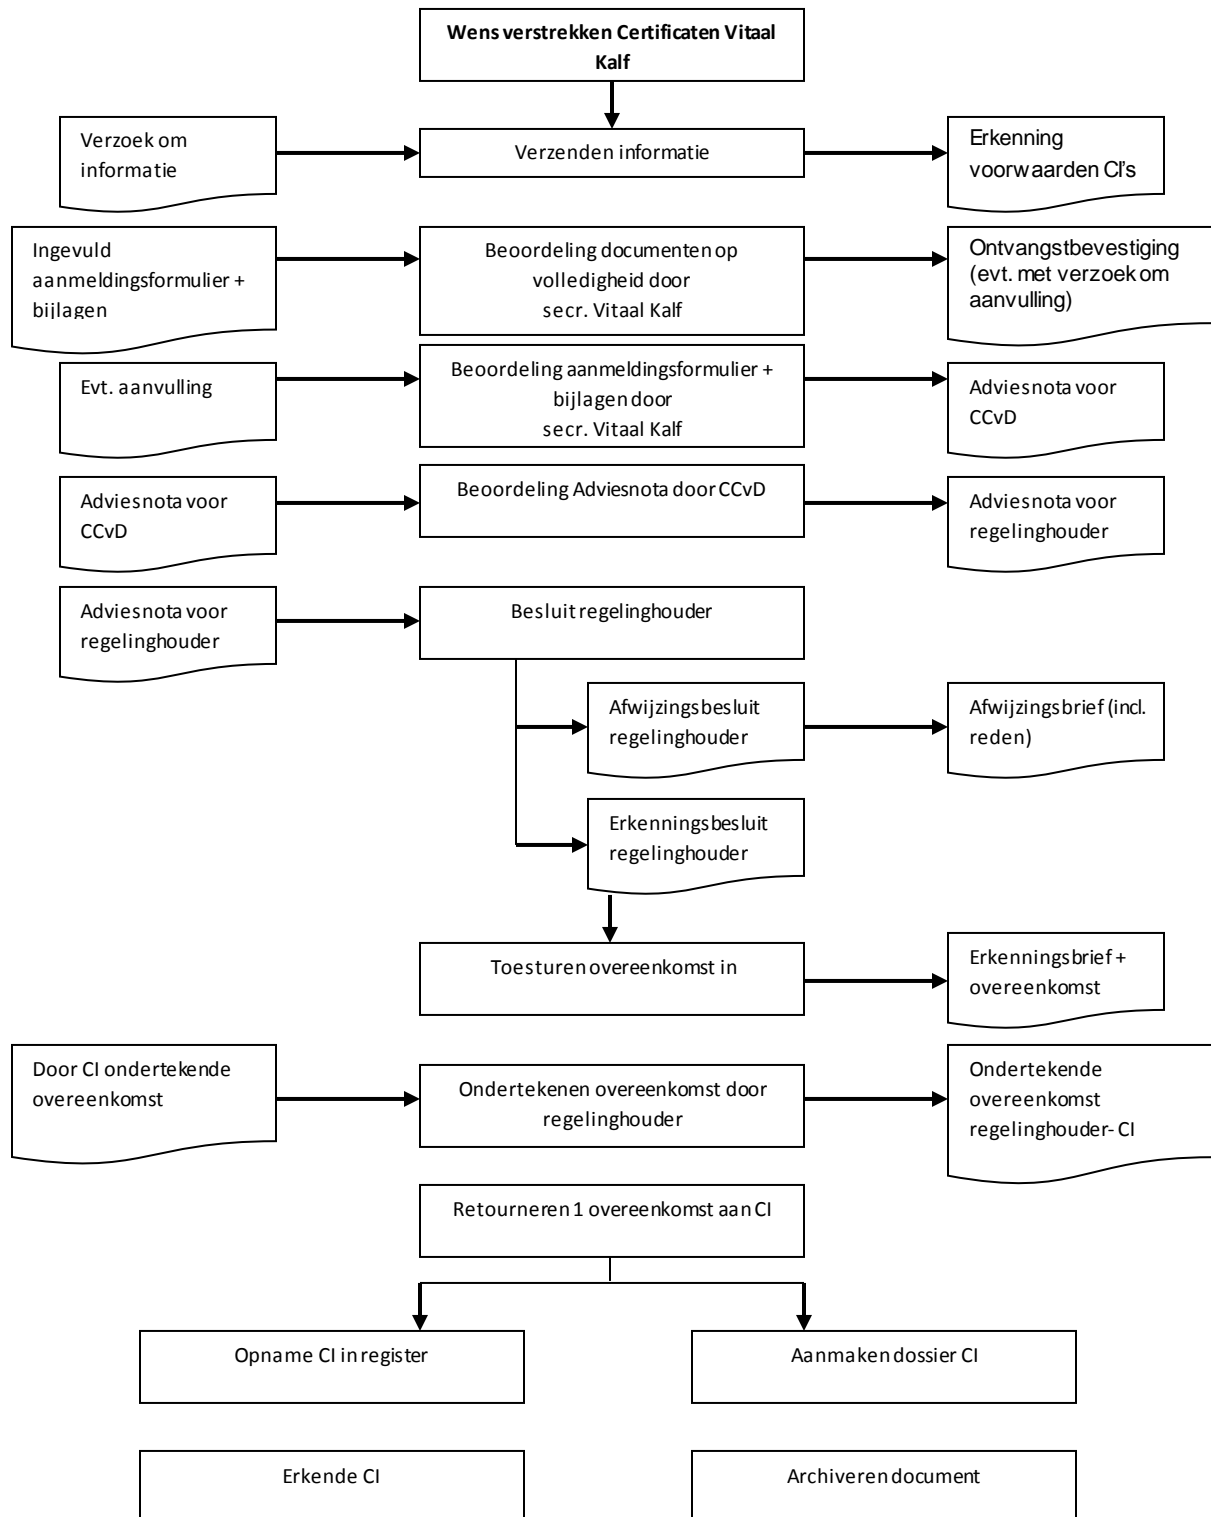 Wens verstrekken Certificaten Vitaal
Kalf
Verzoek om
informatie
Verzenden informatie
Erkenning
voorwaarden CI's
Ingevuld
aanmeldingsformulier +
bijlagen
Beoordeling documenten op
volledigheid door
secr. Vitaal Kalf
Ontvangstbevestiging
(evt. met verzoek om
aanvulling)
Evt. aanvulling
Beoordeling aanmeldingsformulier +
bijlagen door
secr. Vitaal Kalf
Adviesnota voor
CCvD
Adviesnota voor
CCvD
Beoordeling Adviesnota door CCvD
Adviesnota voor
regelinghouder
Adviesnota voor
regelinghouder
Besluit regelinghouder
Afwijzingsbesluit
regelinghouder
Afwijzingsbrief (incl.
reden)
Erkenningsbesluit
regelinghouder
Toesturen overeenkomst in
Erkenningsbrief +
overeenkomst
Door CI ondertekende
overeenkomst
Ondertekenen overeenkomst door
regelinghouder
Ondertekende
overeenkomst
regelinghouder- CI
Retourneren 1 overeenkomst aan CI
Opname CI in register
Aanmaken dossier CI
Erkende CI
Archiveren document